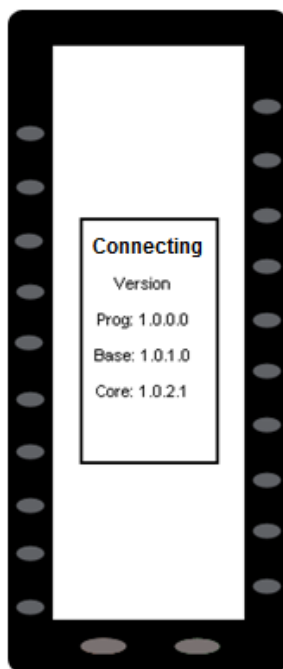 Connecting
Version
Prog: 1.0.0.0
Base: 1.0.1.0
Core: 1.0.2.1